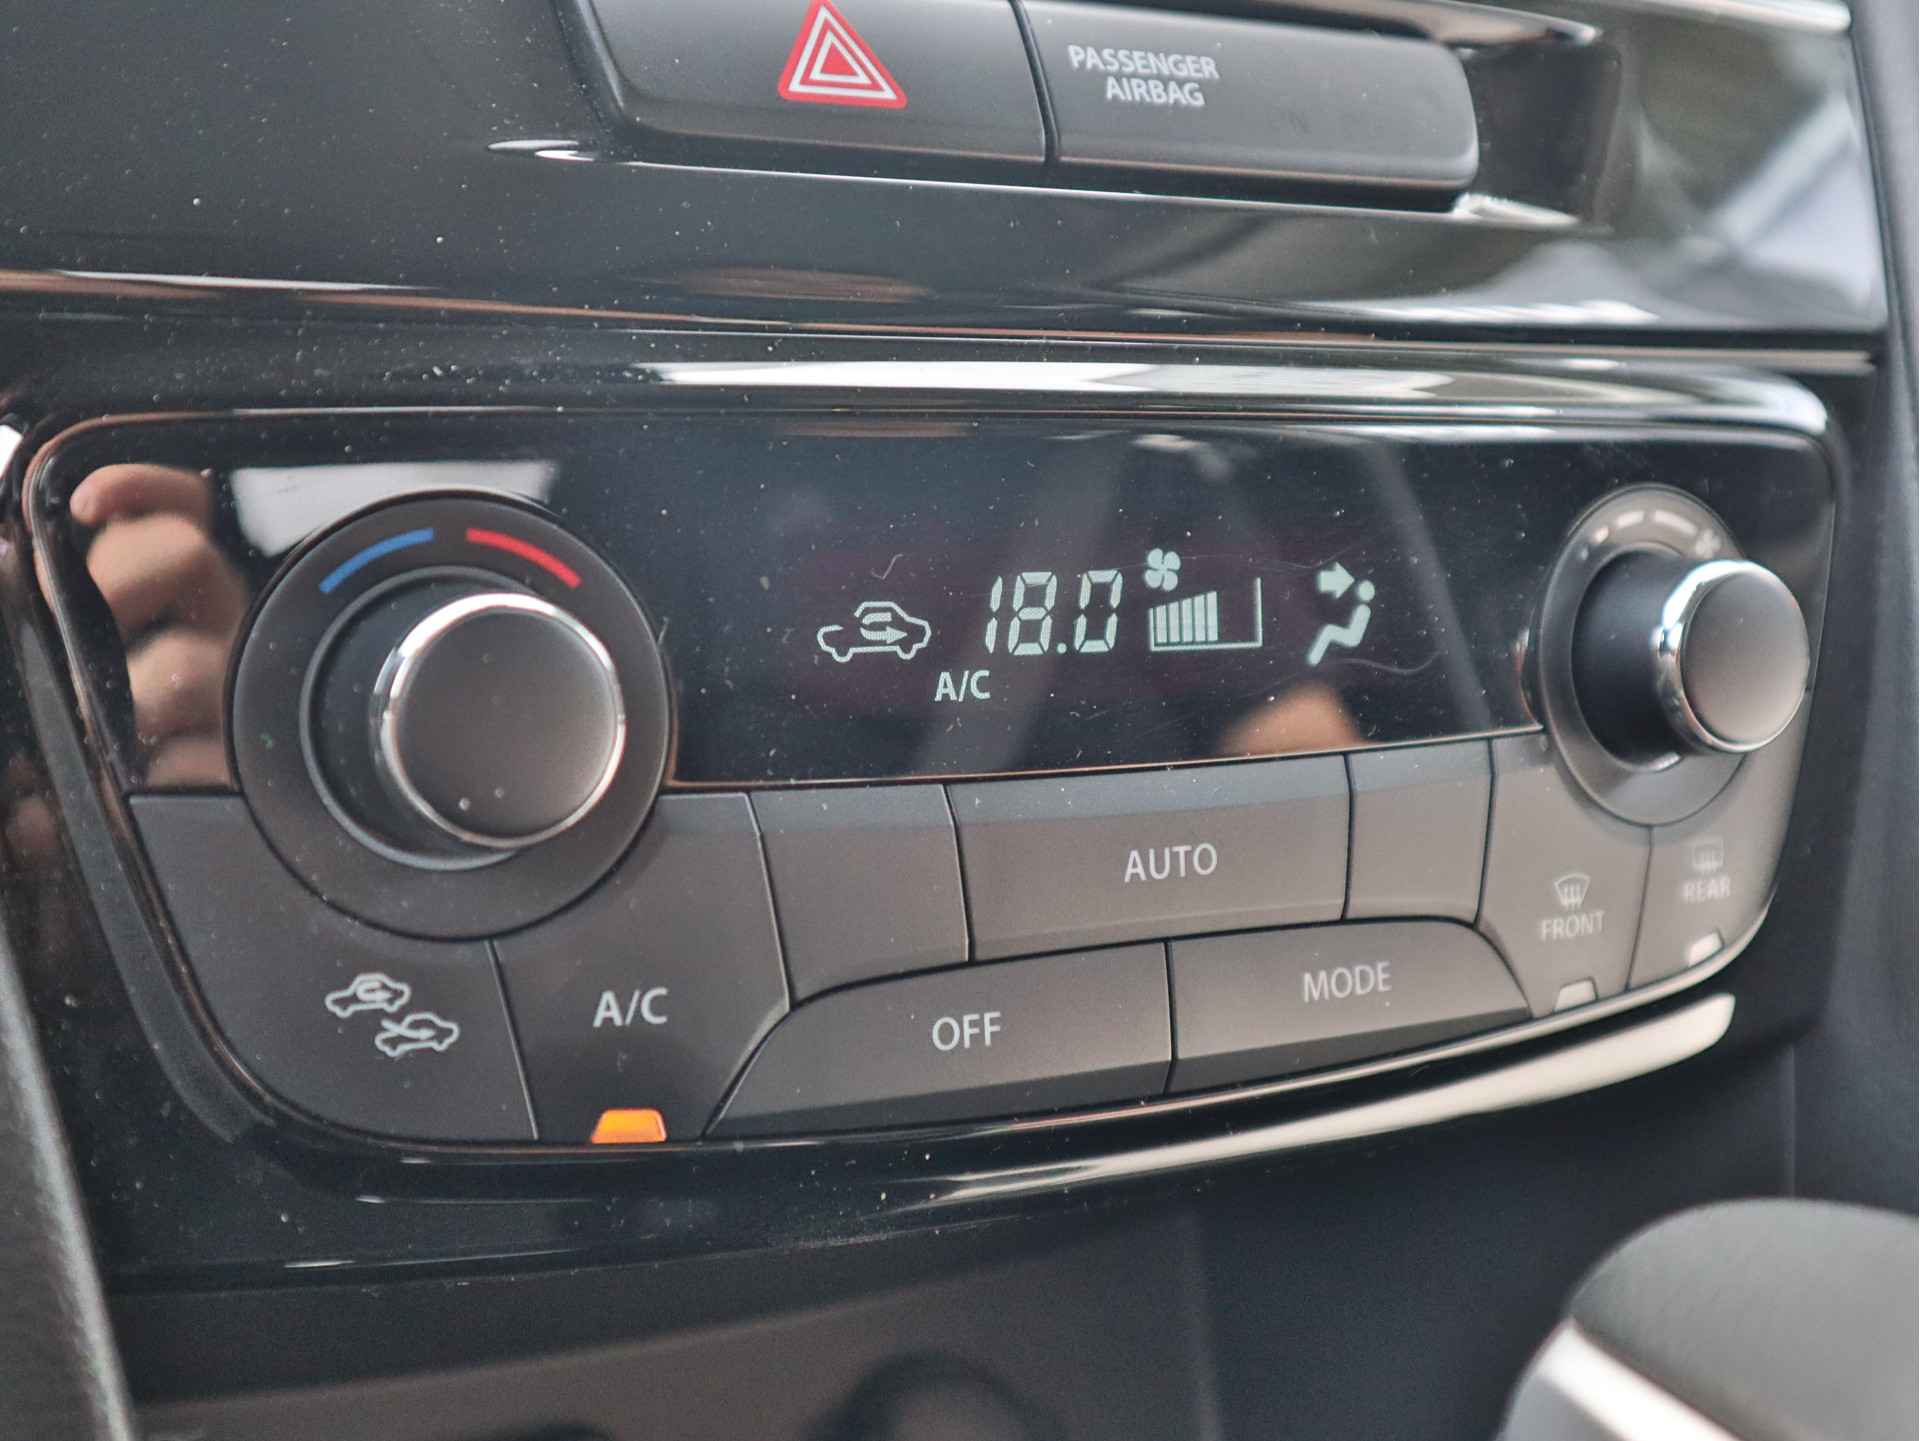 PASSENGER
AIRBAG
18.0
A/C
AUTO
A/C
OFF
MODE
FRONT
REAR